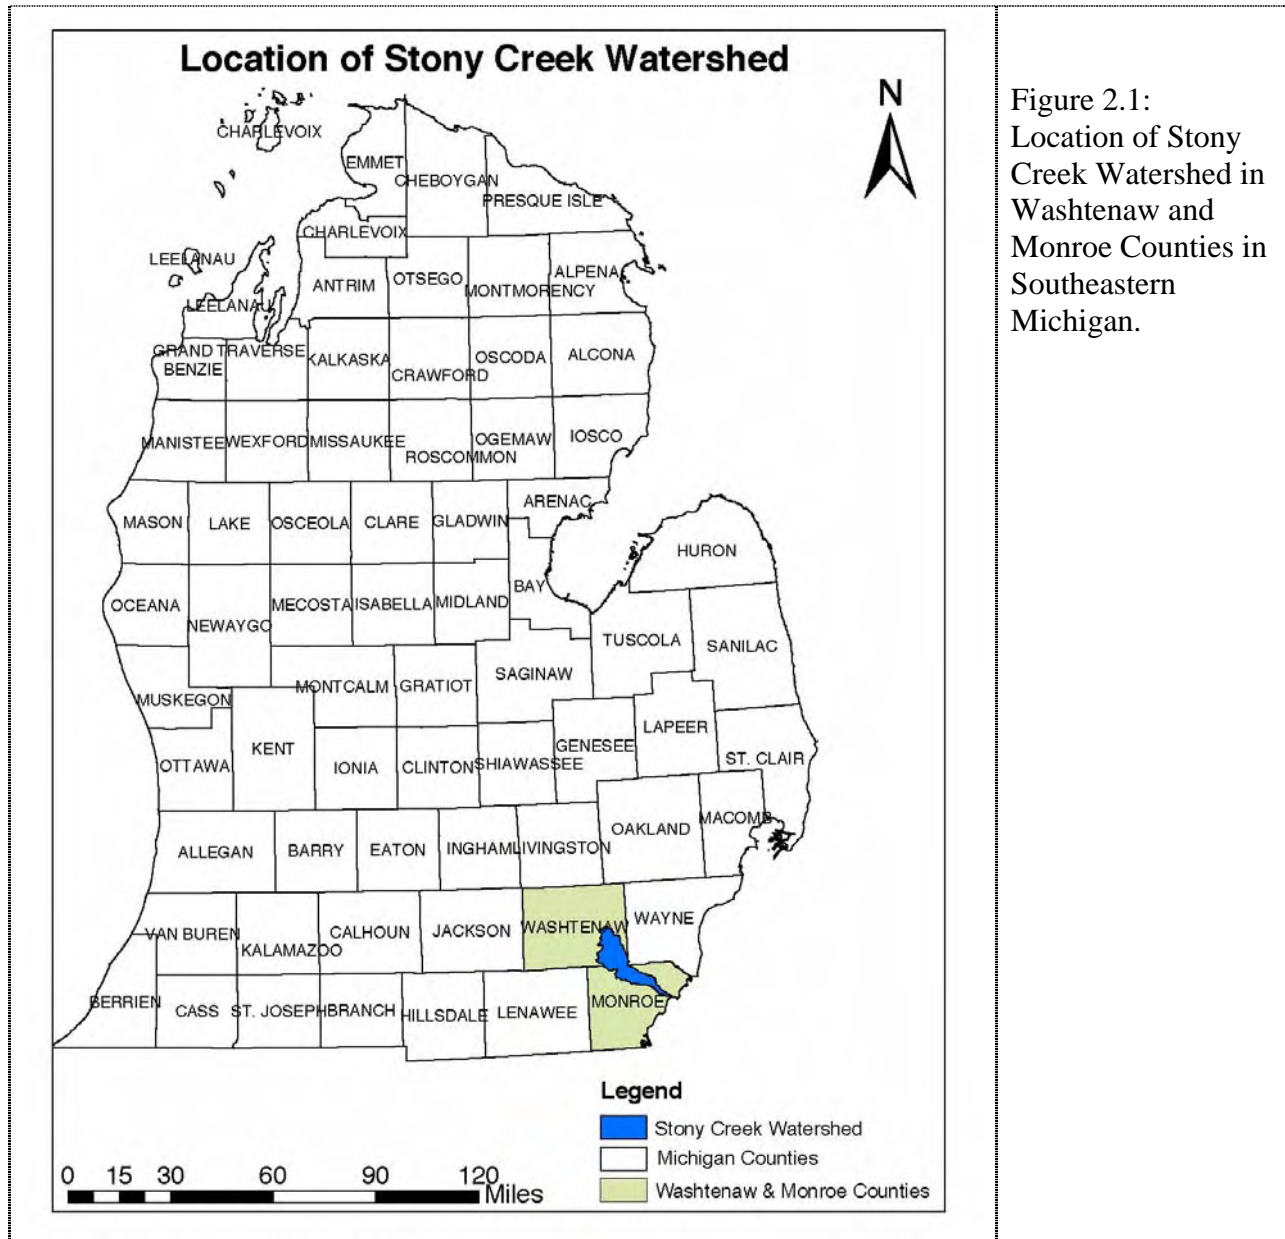 Location of Stony Creek Watershed
N
CHARLEVOIX
EMMET
CHEBOYGAN
PRESQUE ISLE
CHARLEVOIX
LEELANAU
ANTRIM
OTSEGO
MONTMORENCY
ALPENA
LEELANAU
GRAND TRAVERSE
BENZIE
KALKASKA
CRAWFORD
OSCODA
ALCONA
MANISTEE
WEXFORD
MISSAUKEE
ROSCOMMON
OGEMAW
IOSCO
MASON
LAKE
OSCEOLA
CLARE
GLADWIN
ARENAC
HURON
OCEANA
NEWAYGO
MECOSTA
ISABELLA
MIDLAND
BAY
TUSCOLA
SANILAC
MUSKEGON
MONTCALM
GRATIOT
SAGINAW
LAPEER
OTTAWA
KENT
IONIA
CLINTON
SHIAWASSEE
GENESEE
ST. CLAIR
ALLEGAN
BARRY
EATON
INGHAM
LIVINGSTON
OAKLAND
MACOMB
VAN BUREN
KALAMAZOO
CALHOUN
JACKSON
WASHTENAW
WAYNE
BERRIEN
CASS
ST. JOSEPH
BRANCH
HILLSDALE
LENAWEE
MONROE
Legend
Stony Creek Watershed
Michigan Counties
Washtenaw & Monroe Counties
0 15 30 60 90 120
Miles
Figure 2.1:
Location of Stony
Creek Watershed in
Washtenaw and
Monroe Counties in
Southeastern
Michigan.